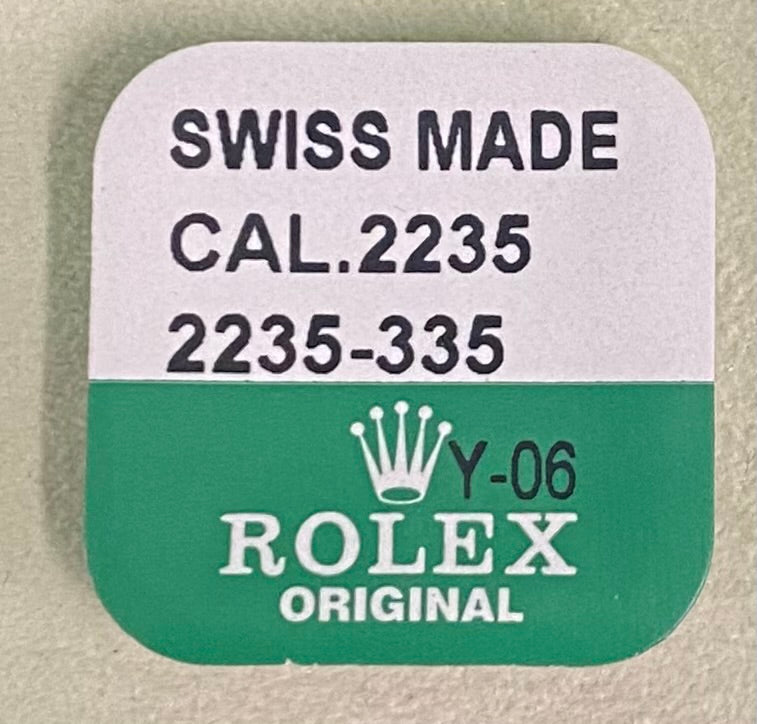 SWISS MADE
CAL.2235
2235-335
Y-06
ROLEX
ORIGINAL